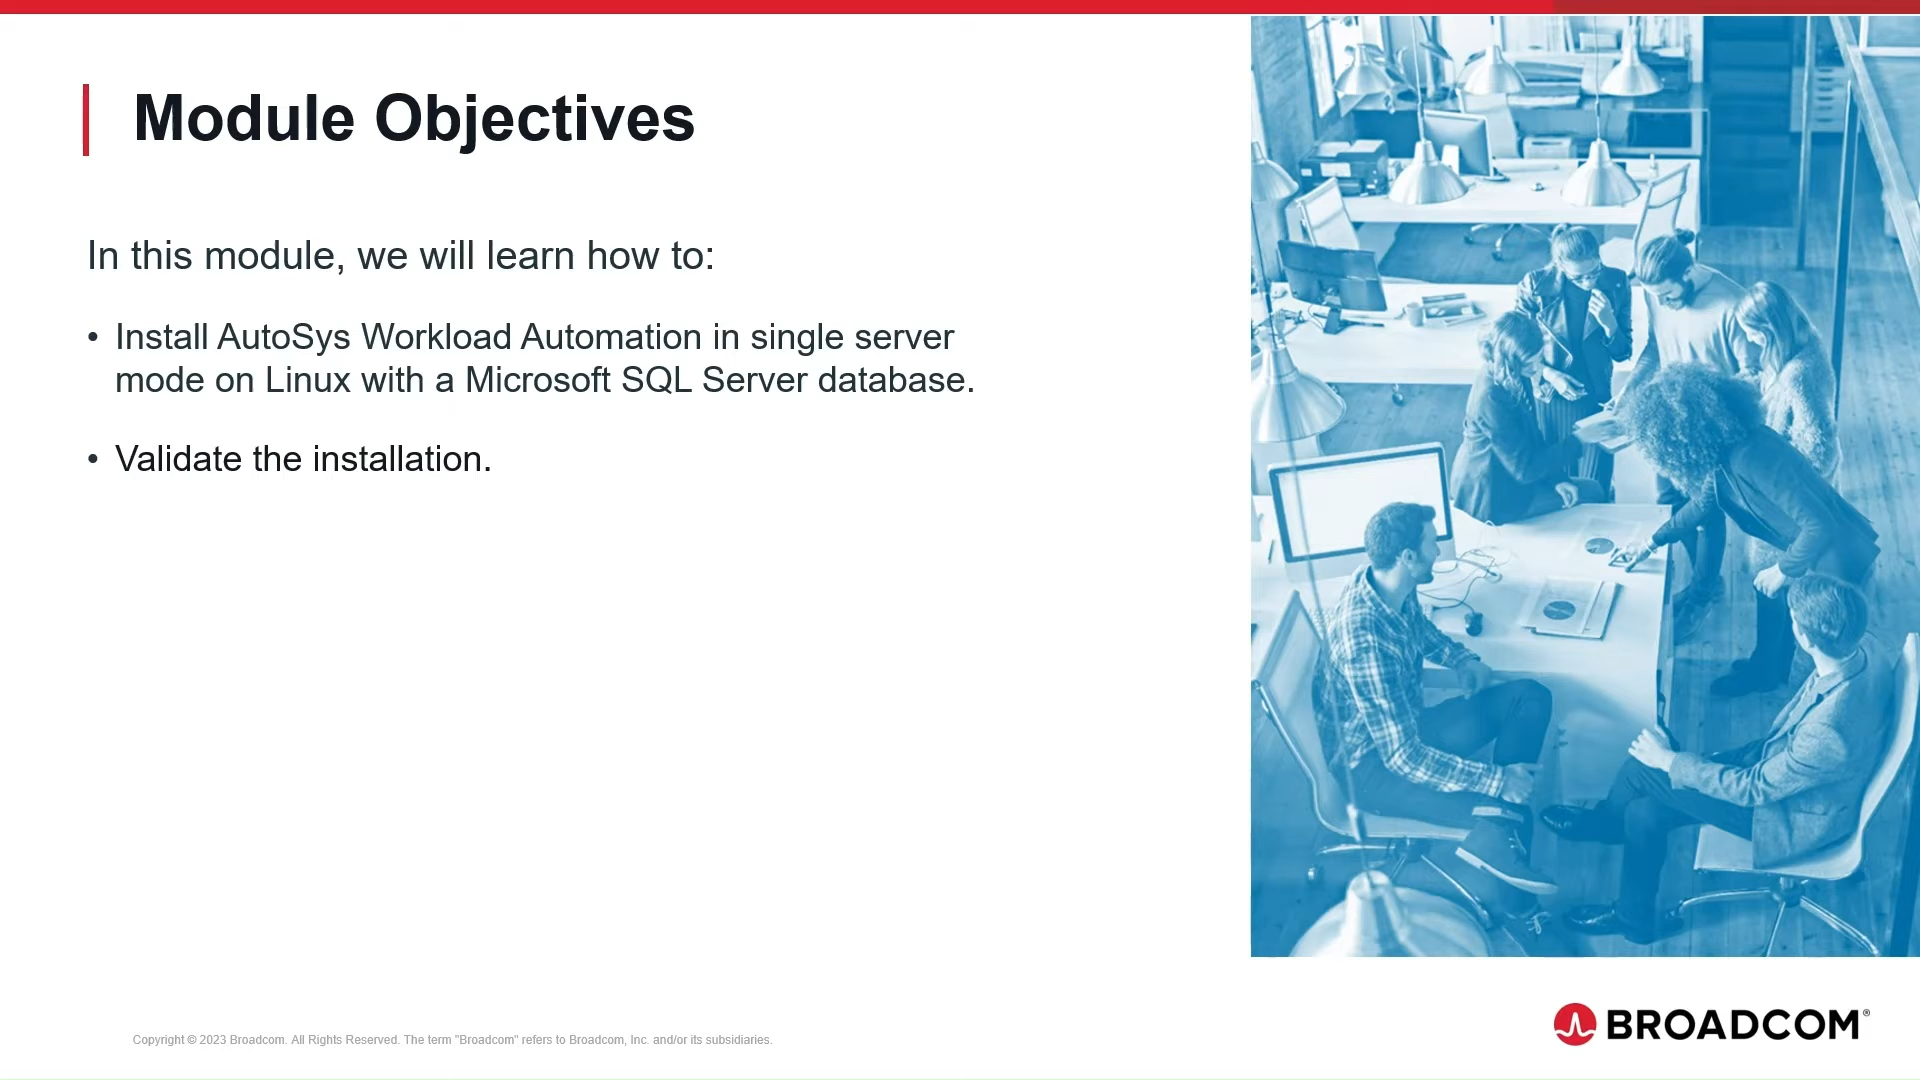 Module Objectives
In this module, we will learn how to:
• Install AutoSys Workload Automation in single server
mode on Linux with a Microsoft SQL Server database.
• Validate the installation.
Copyright © 2023 Broadcom. All Rights Reserved. The term "Broadcom" refers to Broadcom, Inc. and/or its subsidiaries.
BROADCOM®